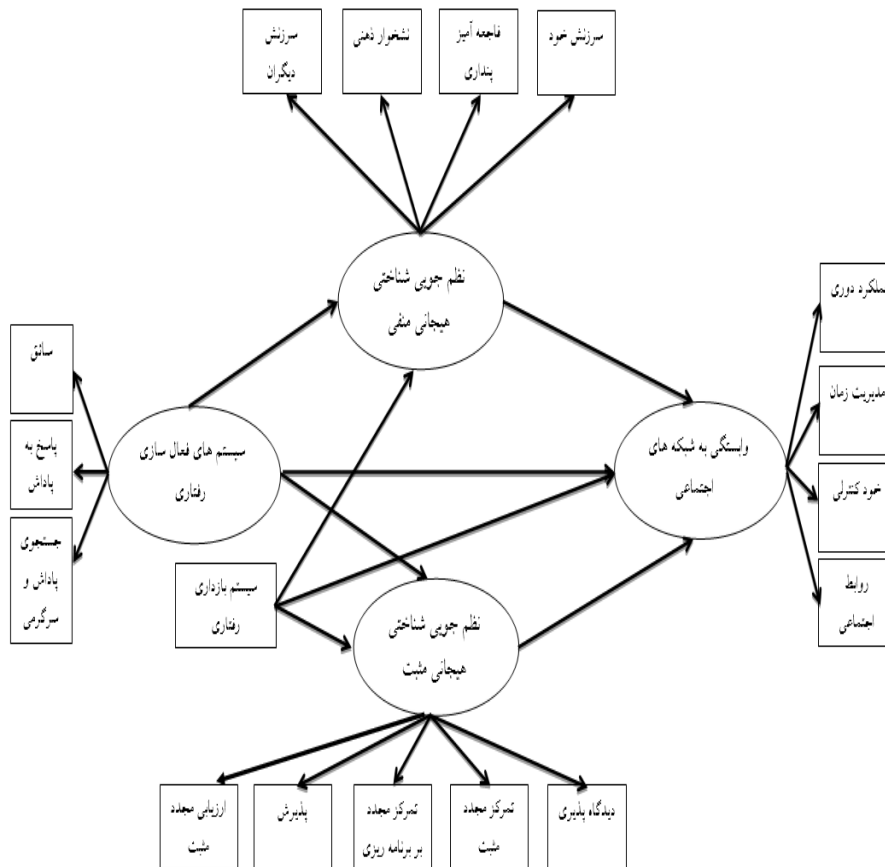 سرزنش خود
فاجعه آمیز
پنداری
نشخوار ذهنی
سرزنش
دیگران
نظم جویی شناختی
هیجانی منفی
ملکرد دوری
مدیریت زمان
خود کنترلی
روابط
اجتماعی
وابستگی به شبکه های
اجتماعی
سیستم های فعال سازی
رفتاری
سائق
پاسخ به
پاداش
جستجوی
پاداش و
سرگرمی
سیستم بازداری
رفتاری
نظم جویی شناختی
هیجانی مثبت
دیدگاه پذیری
تمرکز مجدد
مثبت
تمرکز مجدد
بر برنامه ریزی
پذیرش
ارزیابی مجدد
مثبت